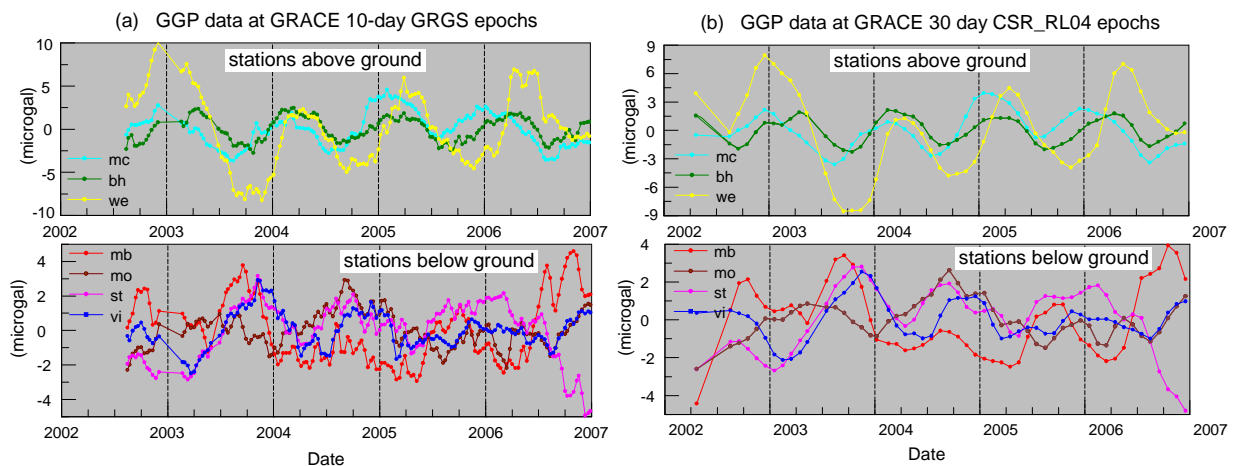 (a) GGP data at GRACE 10-day GRGS epochs
10
5
0
-5
-10
(microgal)
stations above ground
mc
bh
we
2002 2003 2004 2005 2006 2007
4
2
0
-2
-4
(microgal)
stations below ground
mb
mo
st
vi
2002 2003 2004 2005 2006 2007
Date
(b) GGP data at GRACE 30 day CSR_RL04 epochs
9
6
3
0
-3
-6
-9
(microgal)
stations above ground
mc
bh
we
2002 2003 2004 2005 2006 2007
4
2
0
-2
-4
(microgal)
stations below ground
mb
mo
st
vi
2002 2003 2004 2005 2006 2007
Date